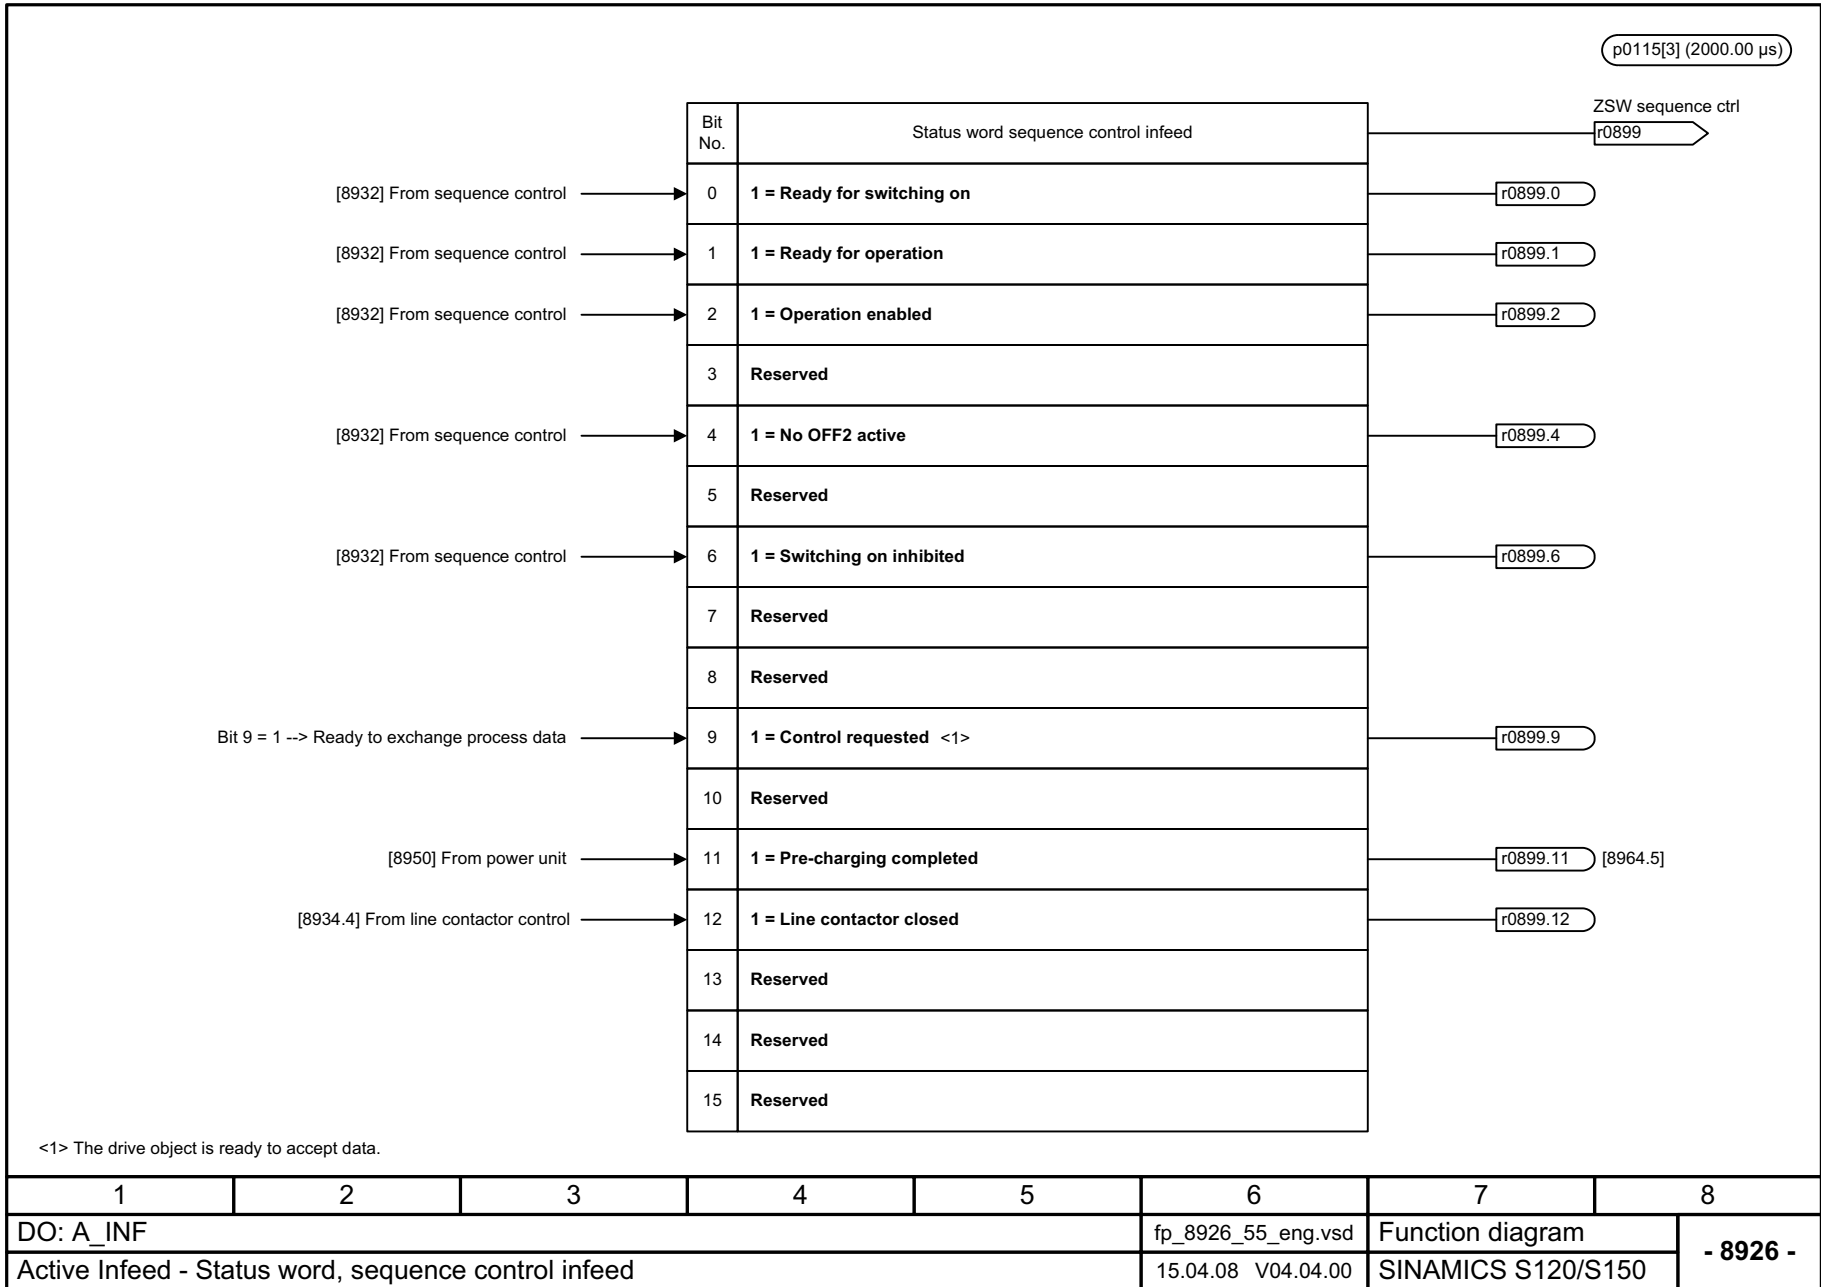 p0115[3] (2000.00 µs)
ZSW sequence ctrl
Bit No. Status word sequence control infeed r0899
[8932] From sequence control 0 1 = Ready for switching on r0899.0
[8932] From sequence control 1 1 = Ready for operation r0899.1
[8932] From sequence control 2 1 = Operation enabled r0899.2
3 Reserved
[8932] From sequence control 4 1 = No OFF2 active r0899.4
5 Reserved
[8932] From sequence control 6 1 = Switching on inhibited r0899.6
7 Reserved
8 Reserved
Bit 9 = 1 --> Ready to exchange process data 9 1 = Control requested <1> r0899.9
10 Reserved
[8950] From power unit 11 1 = Pre-charging completed r0899.11 [8964.5]
[8934.4] From line contactor control 12 1 = Line contactor closed r0899.12
13 Reserved
14 Reserved
15 Reserved
<1> The drive object is ready to accept data.
1 2 3 4 5 6 7 8
DO: A_INF fp_8926_55_eng.vsd Function diagram - 8926 -
Active Infeed - Status word, sequence control infeed 15.04.08 V04.04.00 SINAMICS S120/S150